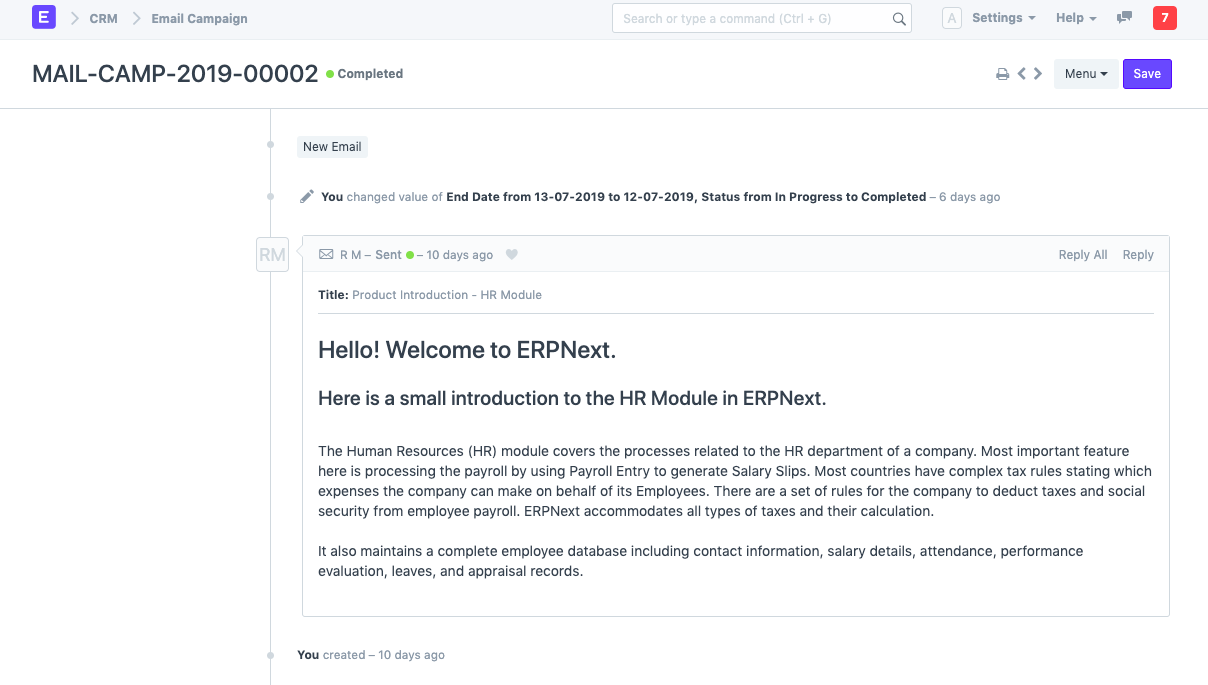 E CRM Email Campaign Search or type a command (Ctrl + G) A Settings Help 7
MAIL-CAMP-2019-00002 Completed Menu Save
New Email
You changed value of End Date from 13-07-2019 to 12-07-2019, Status from In Progress to Completed – 6 days ago
RM R M – Sent – 10 days ago Reply All Reply
Title: Product Introduction - HR Module
Hello! Welcome to ERPNext.
Here is a small introduction to the HR Module in ERPNext.
The Human Resources (HR) module covers the processes related to the HR department of a company. Most important feature
here is processing the payroll by using Payroll Entry to generate Salary Slips. Most countries have complex tax rules stating which
expenses the company can make on behalf of its Employees. There are a set of rules for the company to deduct taxes and social
security from employee payroll. ERPNext accommodates all types of taxes and their calculation.
It also maintains a complete employee database including contact information, salary details, attendance, performance
evaluation, leaves, and appraisal records.
You created – 10 days ago